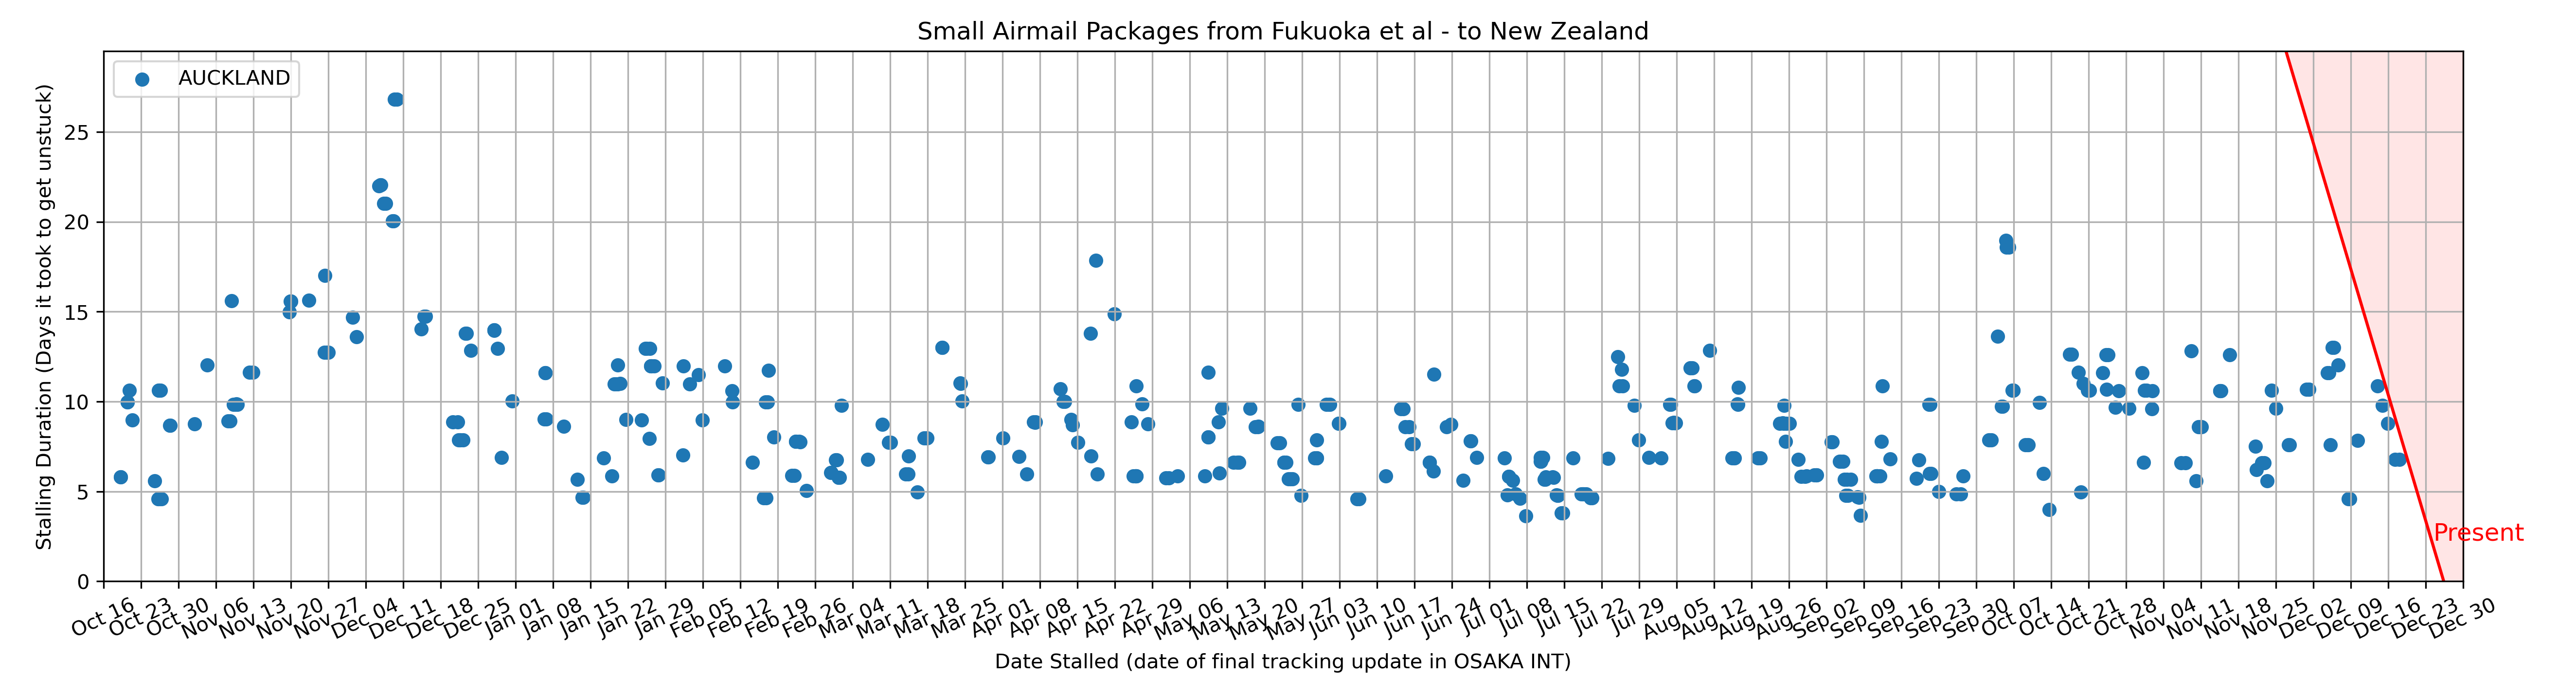 Small Airmail Packages from Fukuoka et al - to New Zealand
AUCKLAND
Stalling Duration (Days it took to get unstuck)
25
20
15
10
5
0
Present
Oct 16
Oct 23
Oct 30
Nov 06
Nov 13
Nov 20
Nov 27
Dec 04
Dec 11
Dec 18
Dec 25
Jan 01
Jan 08
Jan 15
Jan 22
Jan 29
Feb 05
Feb 12
Feb 19
Feb 26
Mar 04
Mar 11
Mar 18
Mar 25
Apr 01
Apr 08
Apr 15
Apr 22
Apr 29
May 06
May 13
May 20
May 27
Jun 03
Jun 10
Jun 17
Jun 24
Jul 01
Jul 08
Jul 15
Jul 22
Jul 29
Aug 05
Aug 12
Aug 19
Aug 26
Sep 02
Sep 09
Sep 16
Sep 23
Sep 30
Oct 07
Oct 14
Oct 21
Oct 28
Nov 04
Nov 11
Nov 18
Nov 25
Dec 02
Dec 09
Dec 16
Dec 23
Dec 30
Date Stalled (date of final tracking update in OSAKA INT)